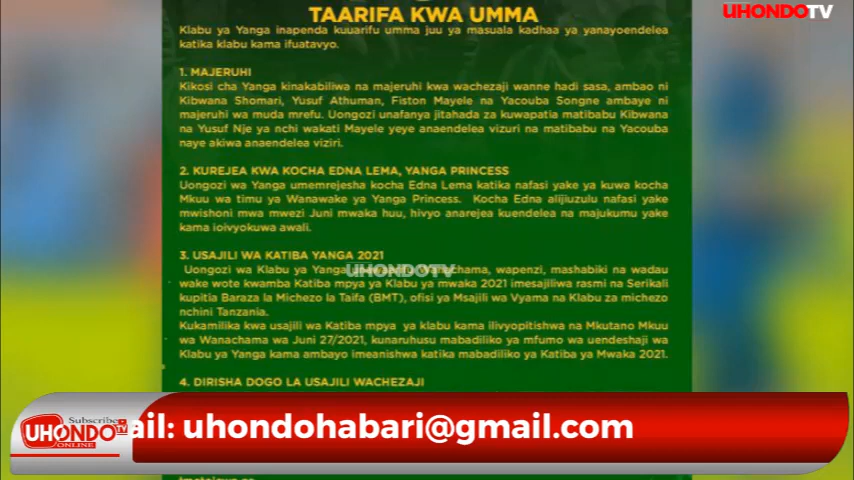 TAARIFA KWA UMMA
UHONDOTV
Klabu ya Yanga inapenda kuuarifu umma juu ya masuala kadhaa ya yanayoendelea
katika klabu kama ifuatavyo.
1. MAJERUHI
Kikosi cha Yanga kinakabiliwa na majeruhi kwa wachezaji wanne hadi sasa, ambao ni
Kibwana Shomari, Yusuf Athuman, Fiston Mayele na Yacouba Songne ambaye ni
majeruhi wa muda mrefu. Uongozi unafanya jitahada za kuwapatia matibabu Kibwana
na Yusuf Nje ya nchi wakati Mayele yeye anaendelea vizuri na matibabu na Yacouba
naye akiwa anaendelea viziri.
2. KUREJEA KWA KOCHA EDNA LEMA, YANGA PRINCESS
Uongozi wa Yanga umemrejesha kocha Edna Lema katika nafasi yake ya kuwa kocha
Mkuu wa timu ya Wanawake ya Yanga Princess. Kocha Edna alijiuzulu nafasi yake
mwishoni mwa mwezi Juni mwaka huu, hivyo anarejea kuendelea na majukumu yake
kama ioivyokuwa awali.
3. USAJILI WA KATIBA YANGA 2021
UHONDOTV
Uongozi wa Klabu ya Yanga Wanachama, wapenzi, mashabiki na wadau
wake wote kwamba Katiba mpya ya Klabu ya mwaka 2021 imesajiliwa rasmi na Serikali
kupitia Baraza la Michezo la Taifa (BMT), ofisi ya Msajili wa Vyama na Klabu za michezo
nchini Tanzania.
Kukamilika kwa usajili wa Katiba mpya ya klabu kama ilivyopitishwa na Mkutano Mkuu
wa Wanachama wa Juni 27/2021, kunaruhusu mabadiliko ya mfumo wa uendeshaji wa
Klabu ya Yanga kama ambayo imeanishwa katika mabadiliko ya Katiba ya Mwaka 2021.
4. DIRISHA DOGO LA USAJILI WACHEZAJI
Subscribe
UHONDO TV
ONLINE
ail: uhondohabari@gmail.com